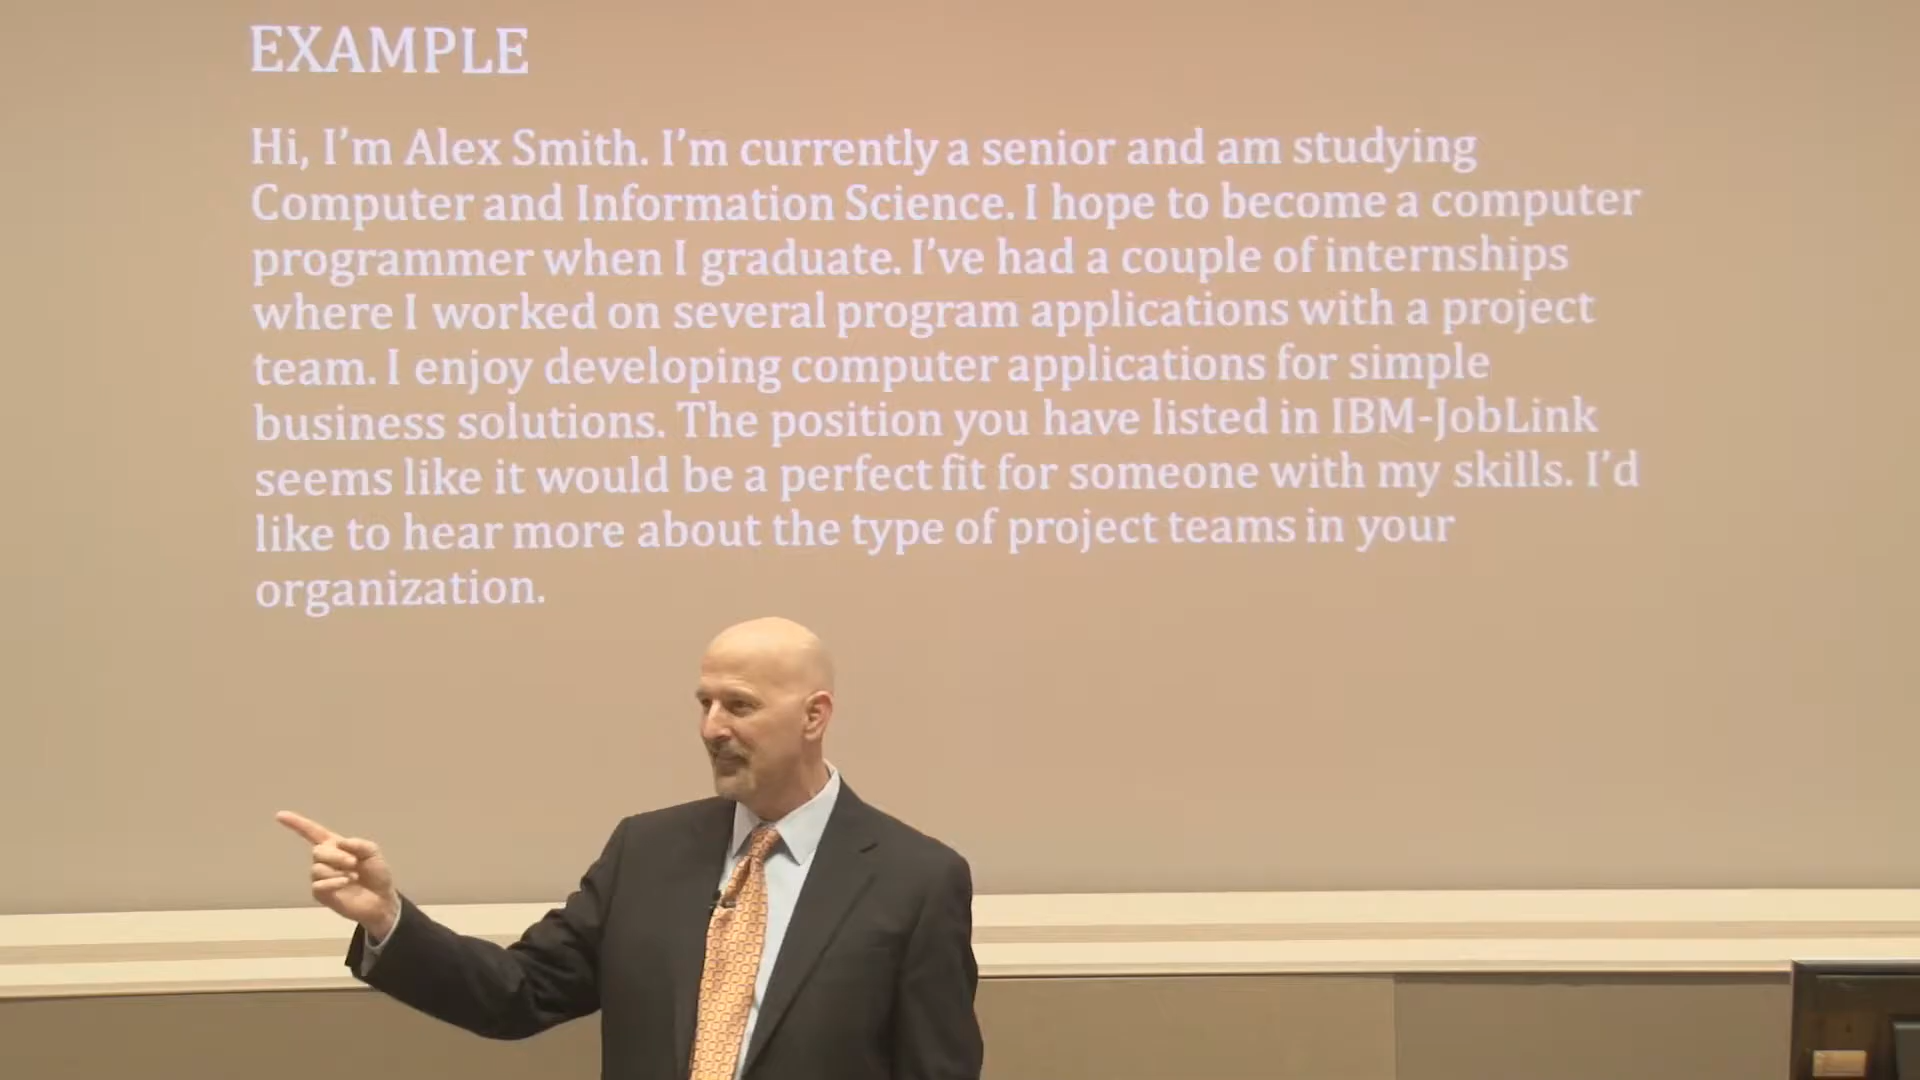 EXAMPLE
Hi, I'm Alex Smith. I'm currently a senior and am studying
Computer and Information Science. I hope to become a computer
programmer when I graduate. I've had a couple of internships
where I worked on several program applications with a project
team. I enjoy developing computer applications for simple
business solutions. The position you have listed in IBM-JobLink
seems like it would be a perfect fit for someone with my skills. I'd
like to hear more about the type of project teams in your
organization.